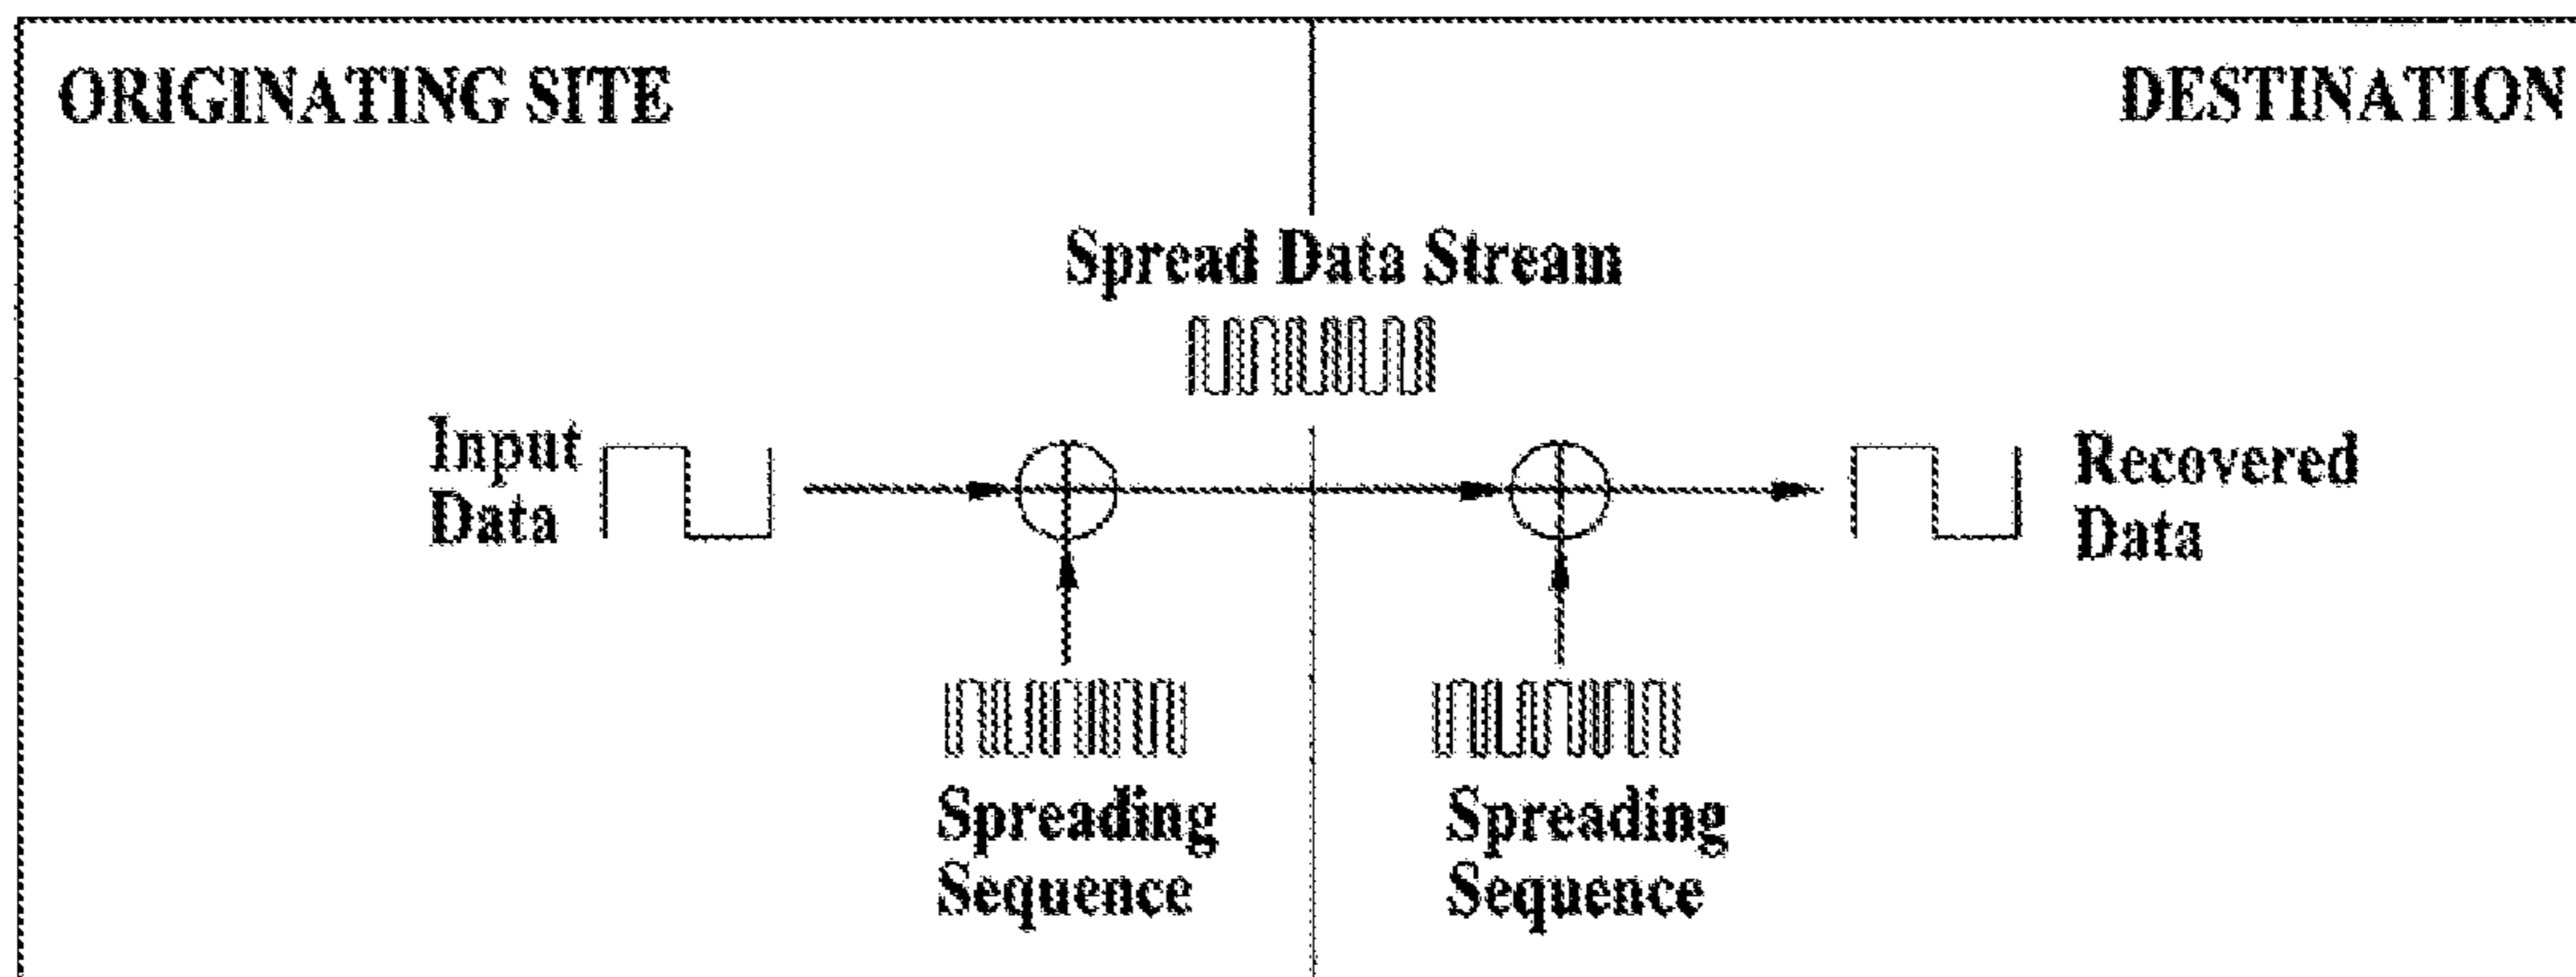 ORIGINATING SITE
DESTINATION
Spread Data Stream
Input
Data
Recovered
Data
Spreading
Sequence
Spreading
Sequence